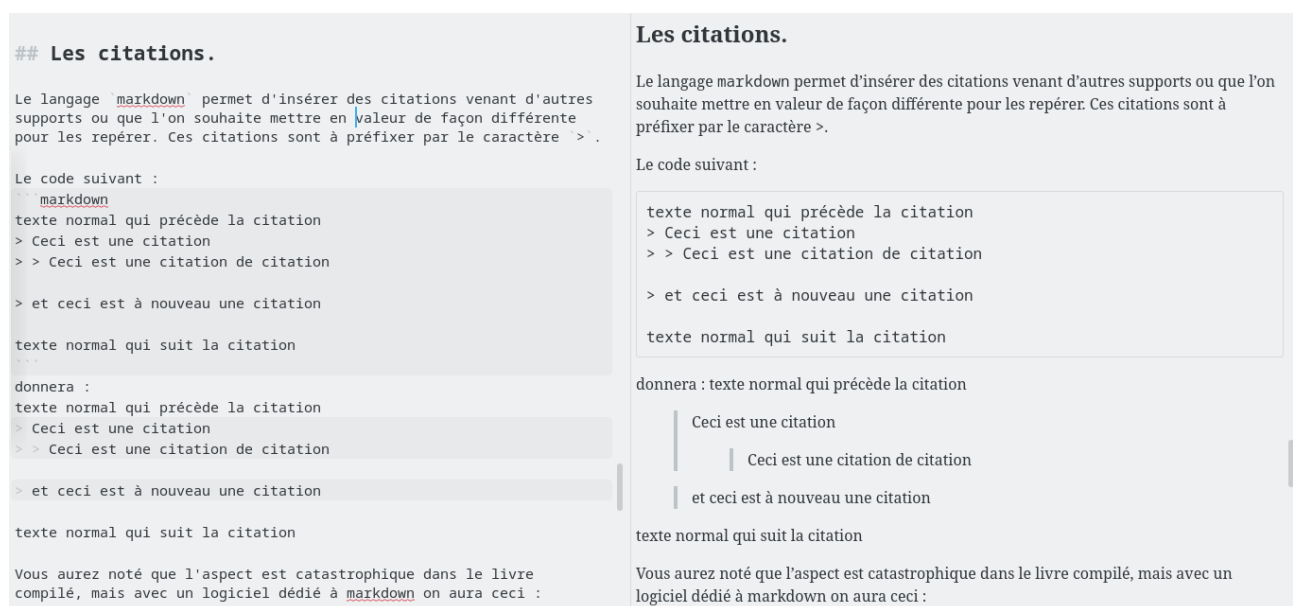 ## Les citations.
Le langage `markdown` permet d'insérer des citations venant d'autres
supports ou que l'on souhaite mettre en valeur de façon différente
pour les repérer. Ces citations sont à préfixer par le caractère `>`.
Le code suivant :
```markdown
texte normal qui précède la citation
> Ceci est une citation
> > Ceci est une citation de citation
> et ceci est à nouveau une citation
texte normal qui suit la citation
```
donnera :
texte normal qui précède la citation
> Ceci est une citation
> > Ceci est une citation de citation
> et ceci est à nouveau une citation
texte normal qui suit la citation
Vous aurez noté que l'aspect est catastrophique dans le livre
compilé, mais avec un logiciel dédié à markdown on aura ceci :
Les citations.
Le langage markdown permet d’insérer des citations venant d’autres supports ou que l’on
souhaite mettre en valeur de façon différente pour les repérer. Ces citations sont à
préfixer par le caractère >.
Le code suivant :
texte normal qui précède la citation
> Ceci est une citation
> > Ceci est une citation de citation
> et ceci est à nouveau une citation
texte normal qui suit la citation
donnera : texte normal qui précède la citation
Ceci est une citation
Ceci est une citation de citation
et ceci est à nouveau une citation
texte normal qui suit la citation
Vous aurez noté que l’aspect est catastrophique dans le livre compilé, mais avec un
logiciel dédié à markdown on aura ceci :